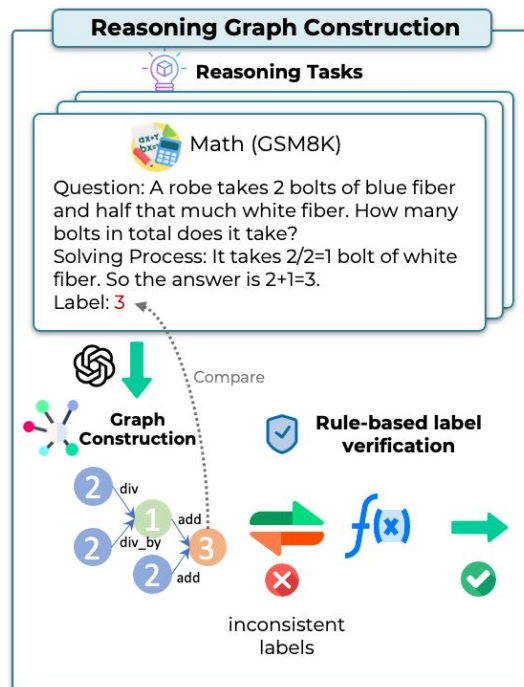 Reasoning Graph Construction
Reasoning Tasks
ax+y
bx=y
Math (GSM8K)
Question: A robe takes 2 bolts of blue fiber
and half that much white fiber. How many
bolts in total does it take?
Solving Process: It takes 2/2=1 bolt of white
fiber. So the answer is 2+1=3.
Label: 3
Compare
Graph
Construction
Rule-based label
verification
2
div
1
add
2
div_by
3
2
add
f(x)
inconsistent
labels